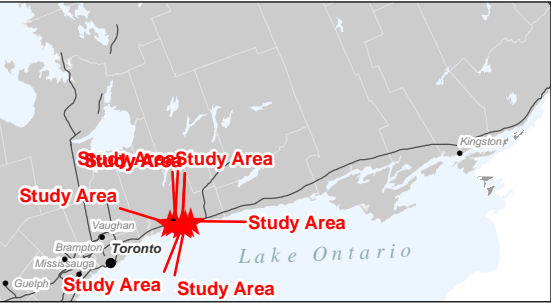 Kingston
Study Area
Study Area
Study Area
Study Area
Vaughan
Study Area
Brampton
Toronto
Lake Ontario
Mississauga
Guelph
Study Area
Study Area